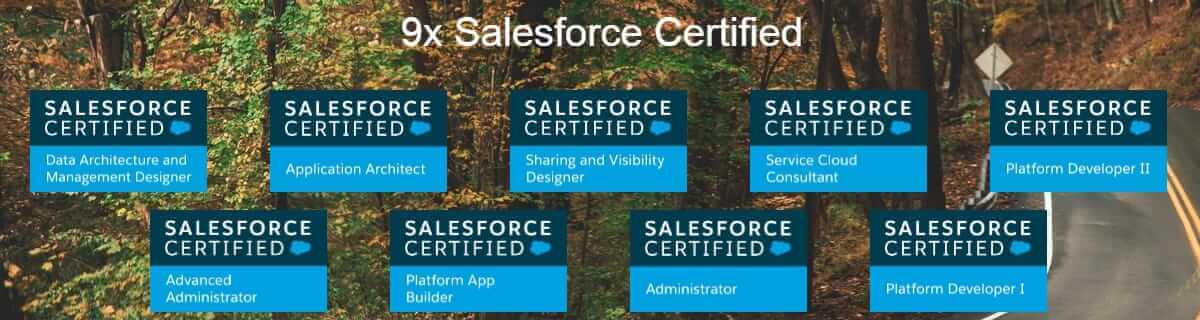 9x Salesforce Certified
SALESFORCE
CERTIFIED
Data Architecture and
Management Designer
SALESFORCE
CERTIFIED
Application Architect
SALESFORCE
CERTIFIED
Sharing and Visibility
Designer
SALESFORCE
CERTIFIED
Service Cloud
Consultant
SALESFORCE
CERTIFIED
Platform Developer II
SALESFORCE
CERTIFIED
Advanced
Administrator
SALESFORCE
CERTIFIED
Platform App
Builder
SALESFORCE
CERTIFIED
Administrator
SALESFORCE
CERTIFIED
Platform Developer I